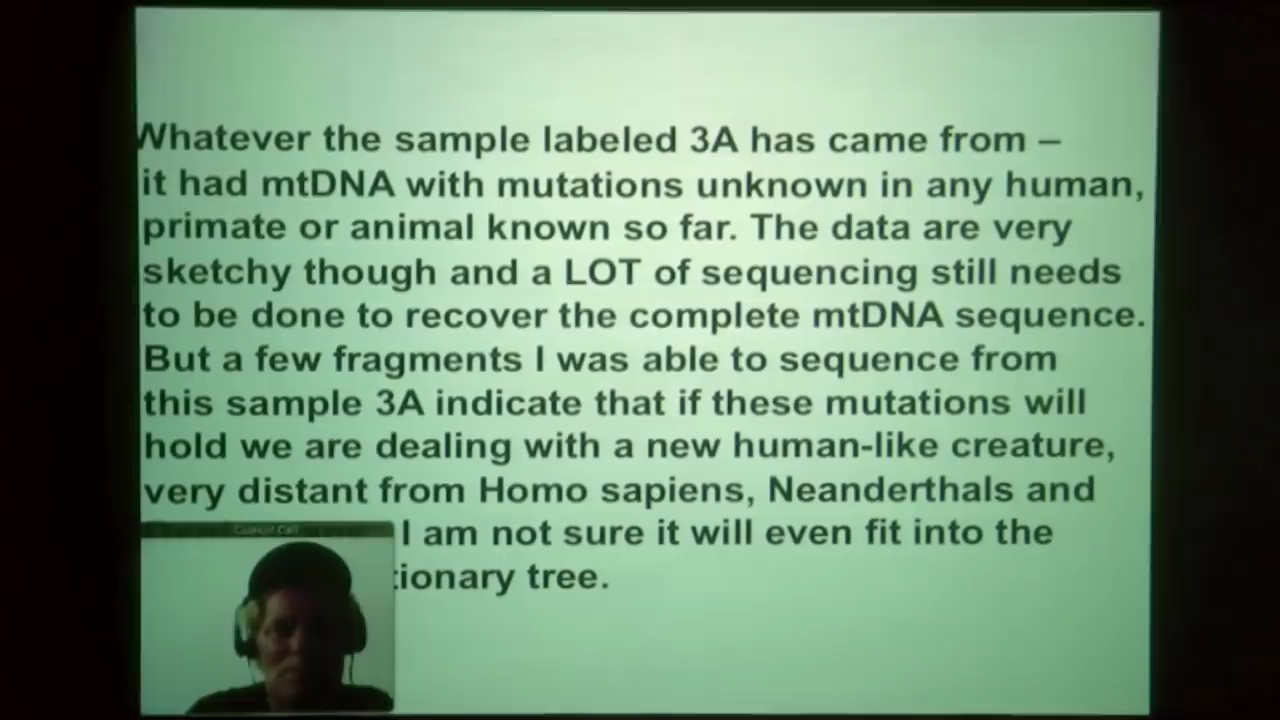 Whatever the sample labeled 3A has came from –
it had mtDNA with mutations unknown in any human,
primate or animal known so far. The data are very
sketchy though and a LOT of sequencing still needs
to be done to recover the complete mtDNA sequence.
But a few fragments I was able to sequence from
this sample 3A indicate that if these mutations will
hold we are dealing with a new human-like creature,
very distant from Homo sapiens, Neanderthals and
I am not sure it will even fit into the
tionary tree.